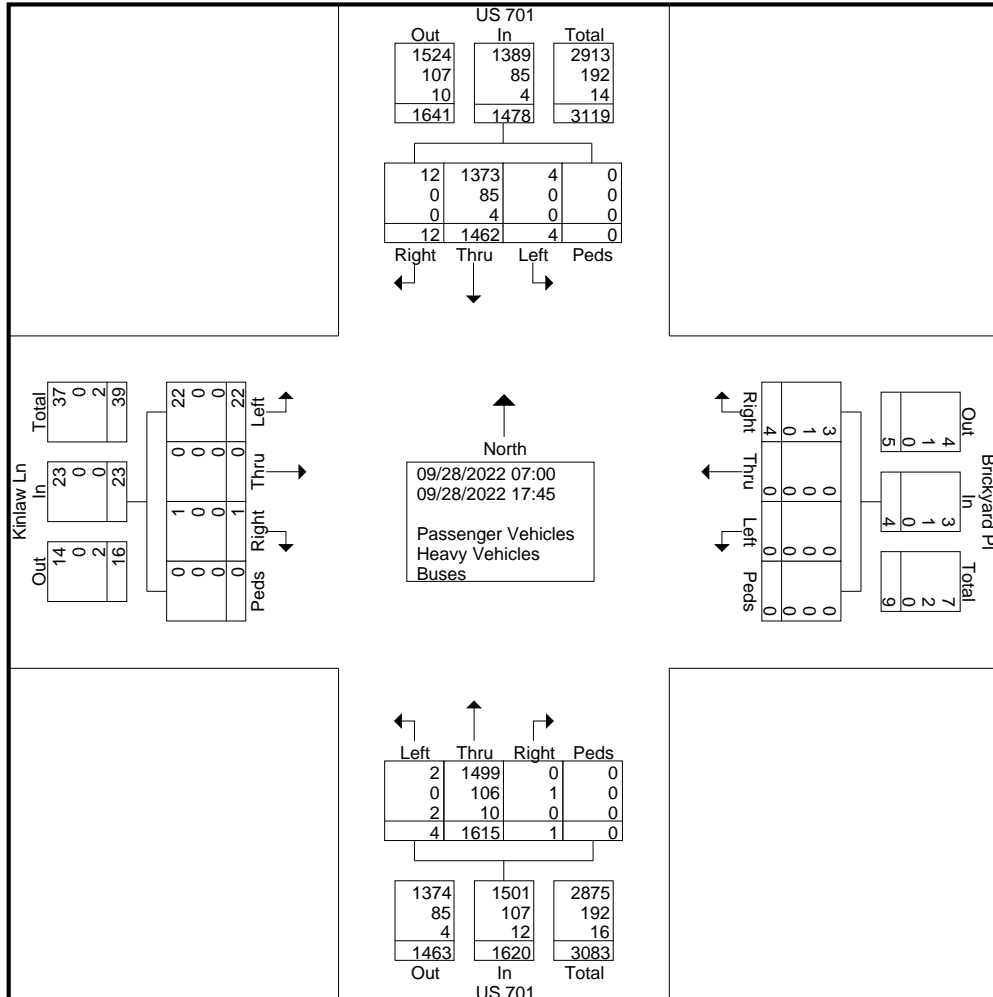 US 701
Out In Total
1524 1389 2913
107 85 192
10 4 14
1641 1478 3119
12 1373 4 0
0 85 0 0
0 4 0 0
12 1462 4 0
Right Thru Left Peds
Kinlaw Ln
Total In Out
37 0 2 39
23 0 0 23
14 0 2 16
22 0 0 22
0 0 0 0
1 0 0 1
0 0 0 0
Left Thru Right Peds
North
09/28/2022 07:00
09/28/2022 17:45
Passenger Vehicles
Heavy Vehicles
Buses
Right Thru Left Peds
3 0 0 0
1 0 0 0
0 0 0 0
4 0 0 0
Brickyard Pl
Out In Total
4 3 7
1 1 2
0 0 0
5 4 9
Left Thru Right Peds
2 1499 0 0
0 106 1 0
2 10 0 0
4 1615 1 0
1374 1501 2875
85 107 192
4 12 16
1463 1620 3083
Out In Total
US 701